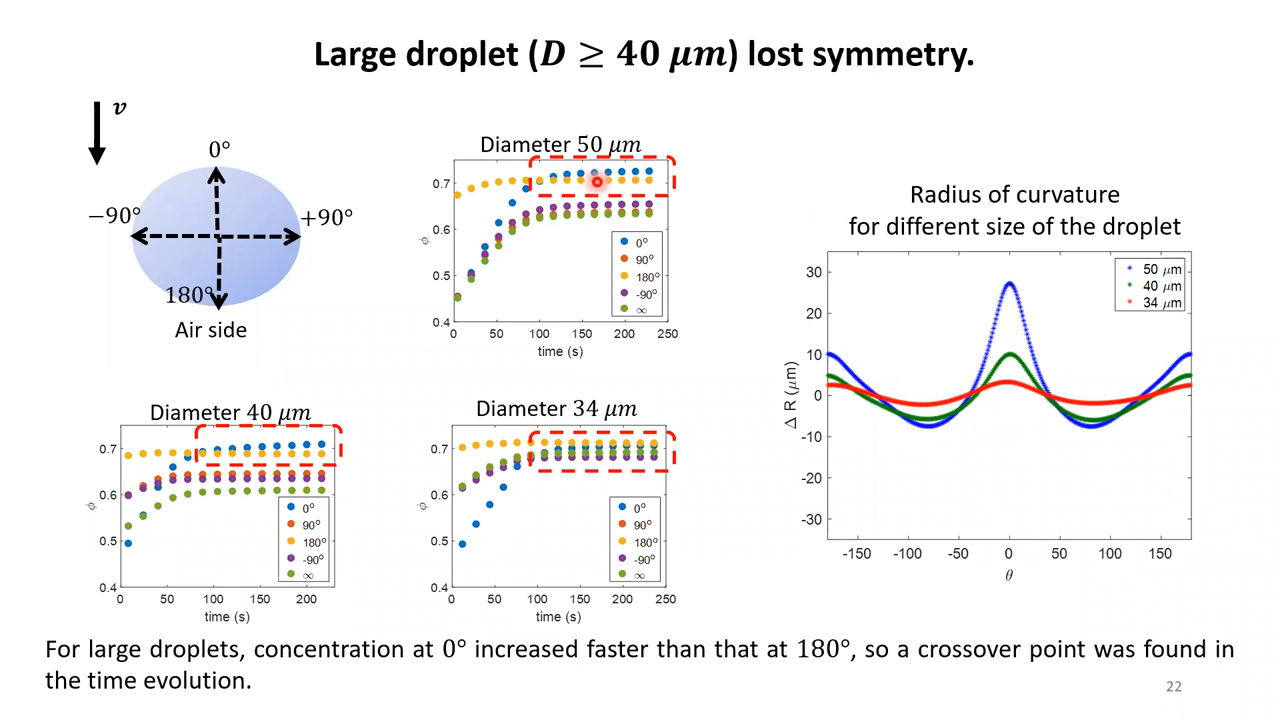 Large droplet (D ≥ 40 μm) lost symmetry.
v
0°
−90°
+90°
180°
Air side
Diameter 50 μm
0.7
0.6
0.5
0.4
ϕ
0°
90°
180°
-90°
∞
0 50 100 150 200 250
time (s)
Diameter 40 μm
0.7
0.6
0.5
0.4
ϕ
0°
90°
180°
-90°
∞
0 50 100 150 200
time (s)
Diameter 34 μm
0.7
0.6
0.5
0.4
ϕ
0°
90°
180°
-90°
∞
0 50 100 150 200 250
time (s)
Radius of curvature
for different size of the droplet
30
20
10
0
-10
-20
-30
Δ R (μm)
50 μm
40 μm
34 μm
-150 -100 -50 0 50 100 150
θ
For large droplets, concentration at 0° increased faster than that at 180°, so a crossover point was found in
the time evolution.
22